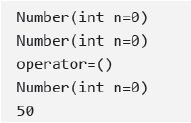 Number(int n=0)
Number(int n=0)
operator=()
Number(int n=0)
50